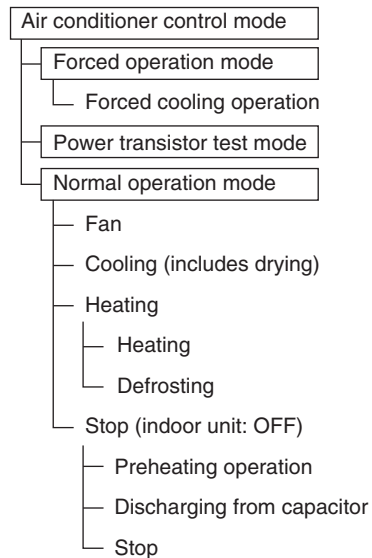 Air conditioner control mode
Forced operation mode
Forced cooling operation
Power transistor test mode
Normal operation mode
Fan
Cooling (includes drying)
Heating
Heating
Defrosting
Stop (indoor unit: OFF)
Preheating operation
Discharging from capacitor
Stop